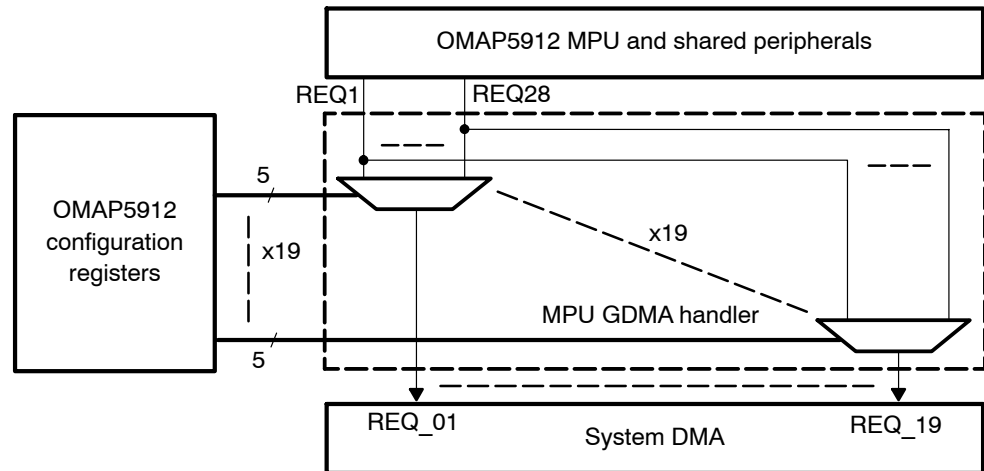 OMAP5912 MPU and shared peripherals
REQ1
REQ28
5
OMAP5912
configuration
registers
x19
x19
MPU GDMA handler
5
REQ_01
REQ_19
System DMA